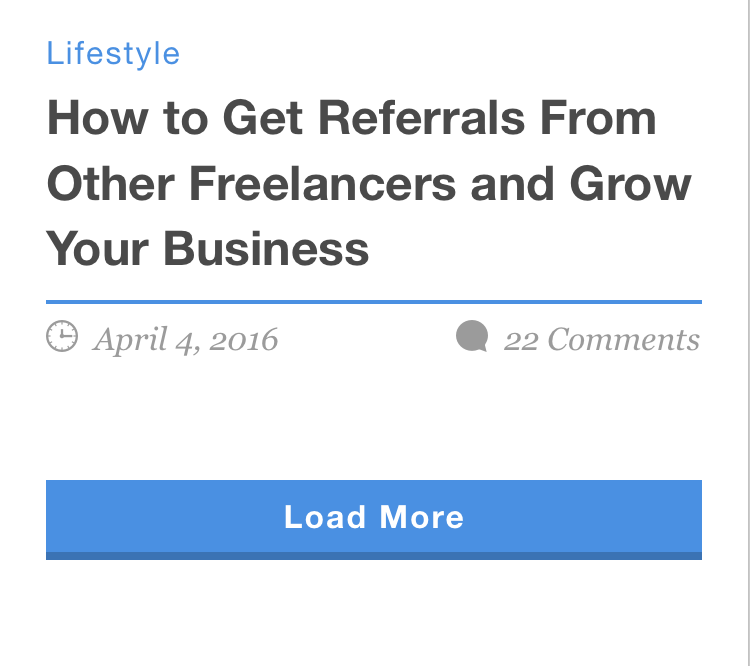 Lifestyle
How to Get Referrals From
Other Freelancers and Grow
Your Business
April 4, 2016
22 Comments
Load More